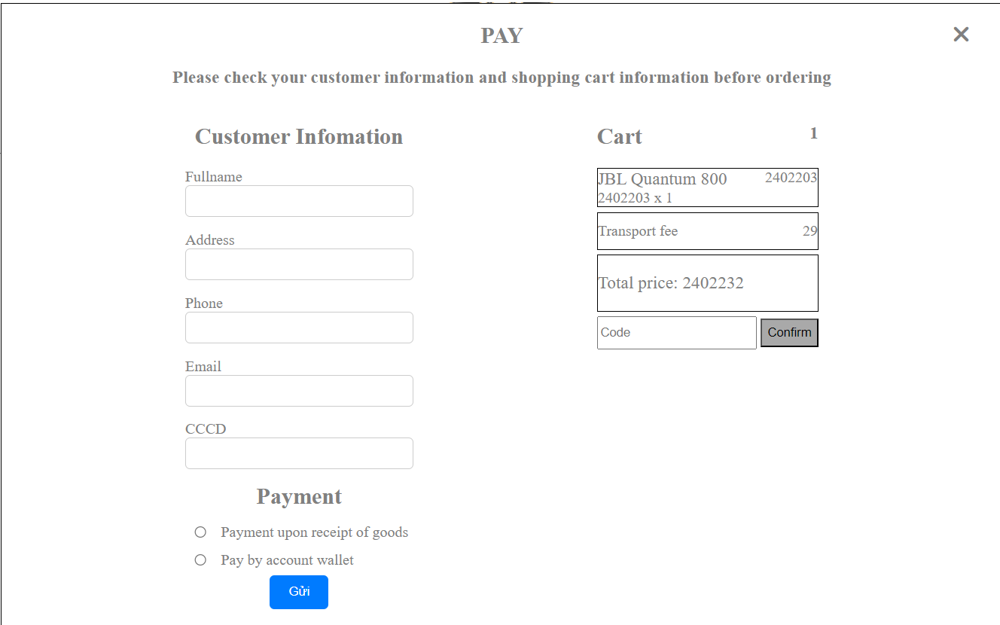 PAY
Please check your customer information and shopping cart information before ordering
Customer Infomation
Fullname
Address
Phone
Email
CCCD
Payment
Payment upon receipt of goods
Pay by account wallet
Gửi
Cart 1
JBL Quantum 800 2402203
2402203 x 1
Transport fee 29
Total price: 2402232
Code Confirm